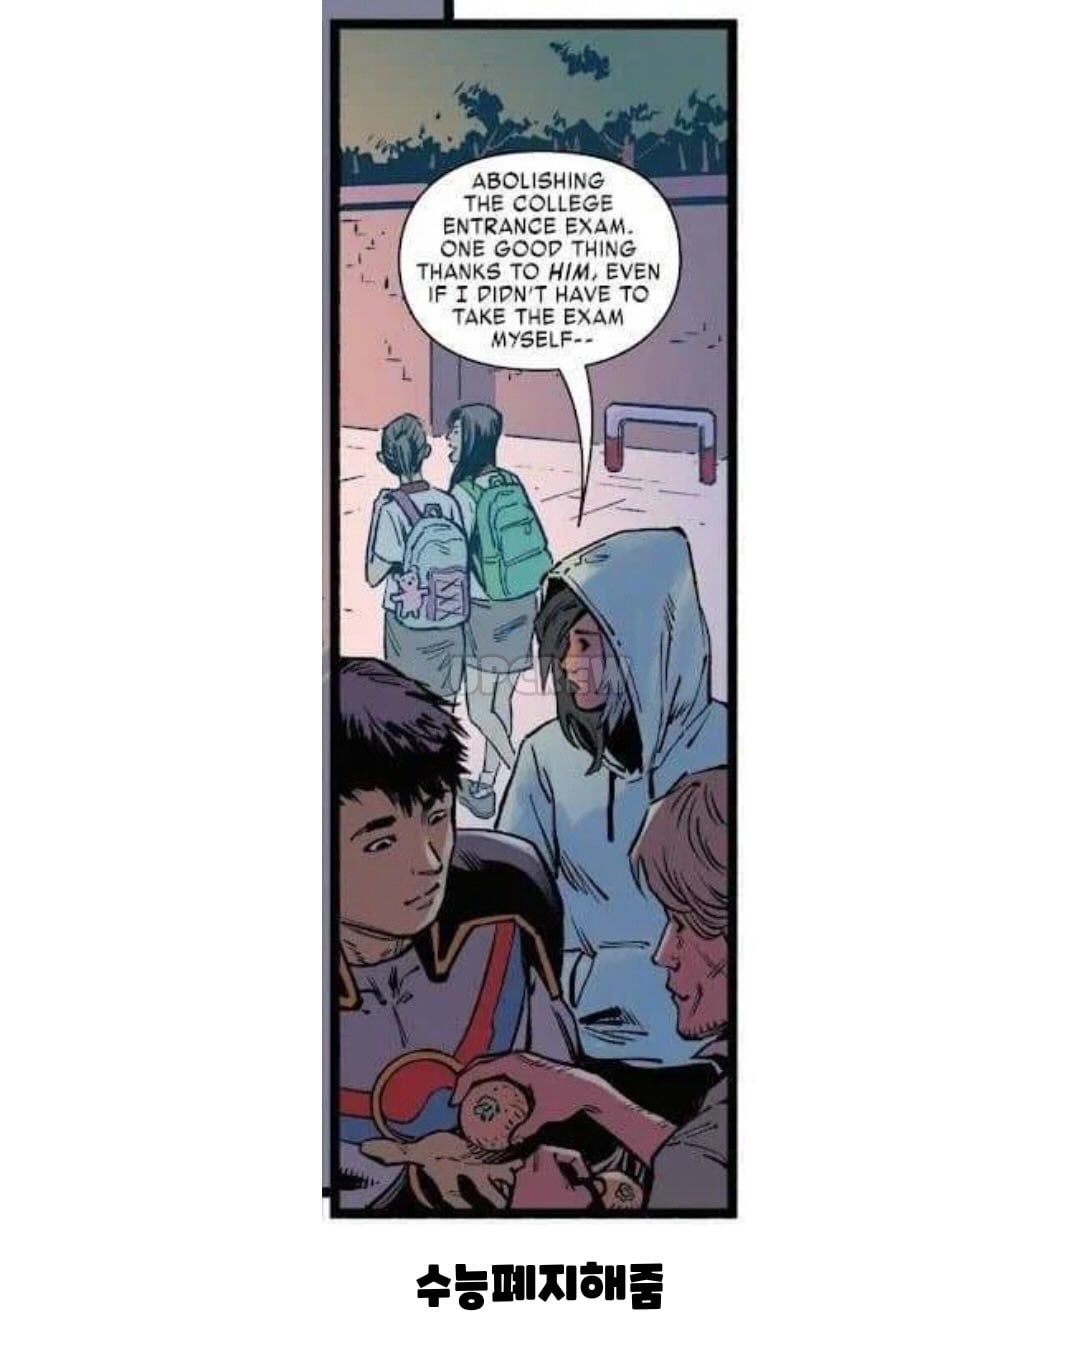 ABOLISHING
THE COLLEGE
ENTRANCE EXAM.
ONE GOOD THING
THANKS TO HIM, EVEN
IF I DIDN'T HAVE TO
TAKE THE EXAM
MYSELF--
UPCREW
수능폐지해줌